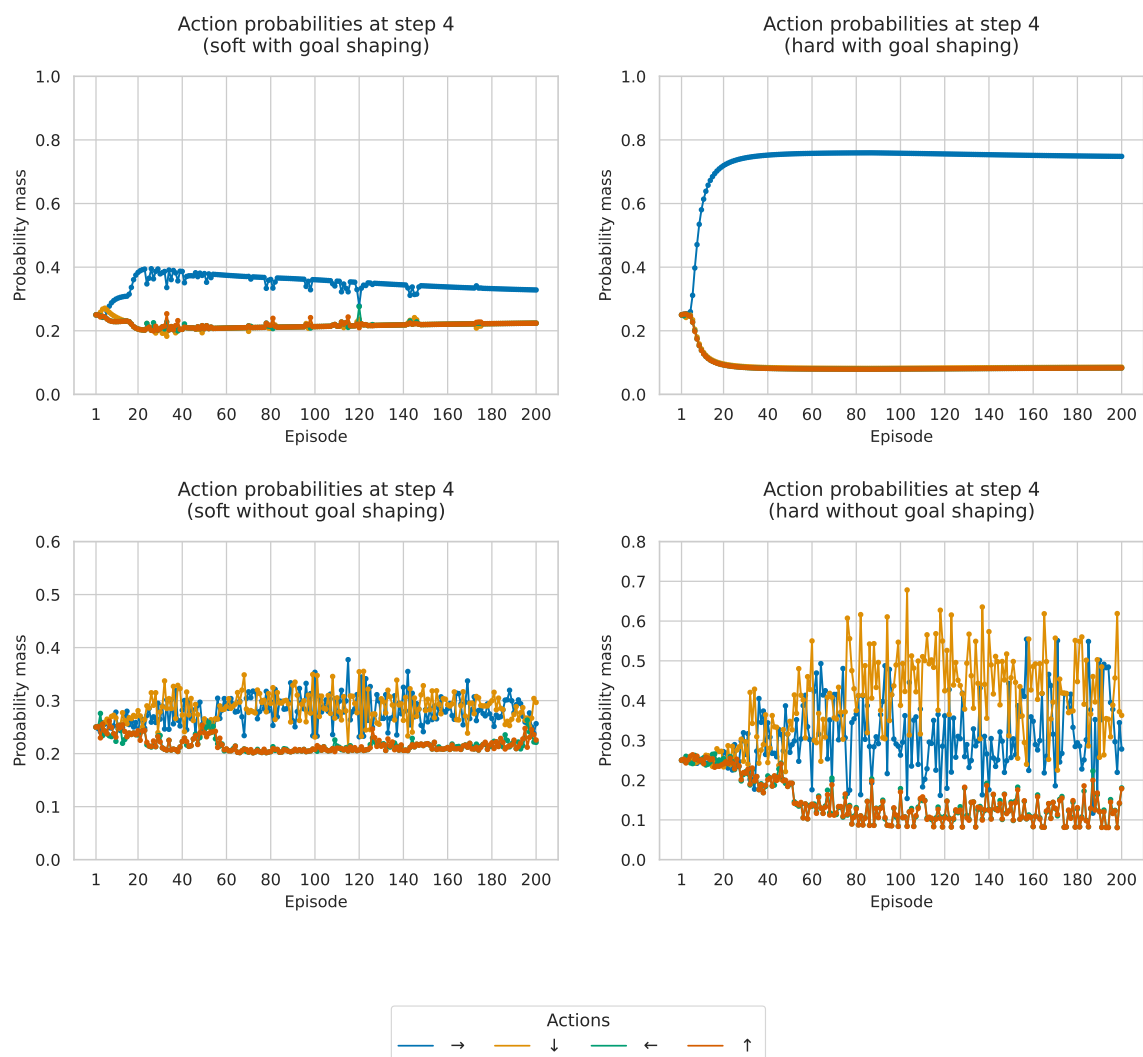 Action probabilities at step 4
(soft with goal shaping)
Probability mass
1.0
0.8
0.6
0.4
0.2
0.0
1 20 40 60 80 100 120 140 160 180 200
Episode
Action probabilities at step 4
(hard with goal shaping)
Probability mass
1.0
0.8
0.6
0.4
0.2
0.0
1 20 40 60 80 100 120 140 160 180 200
Episode
Action probabilities at step 4
(soft without goal shaping)
Probability mass
0.6
0.5
0.4
0.3
0.2
0.1
0.0
1 20 40 60 80 100 120 140 160 180 200
Episode
Action probabilities at step 4
(hard without goal shaping)
Probability mass
0.8
0.7
0.6
0.5
0.4
0.3
0.2
0.1
0.0
1 20 40 60 80 100 120 140 160 180 200
Episode
Actions
→ ↓ ← ↑